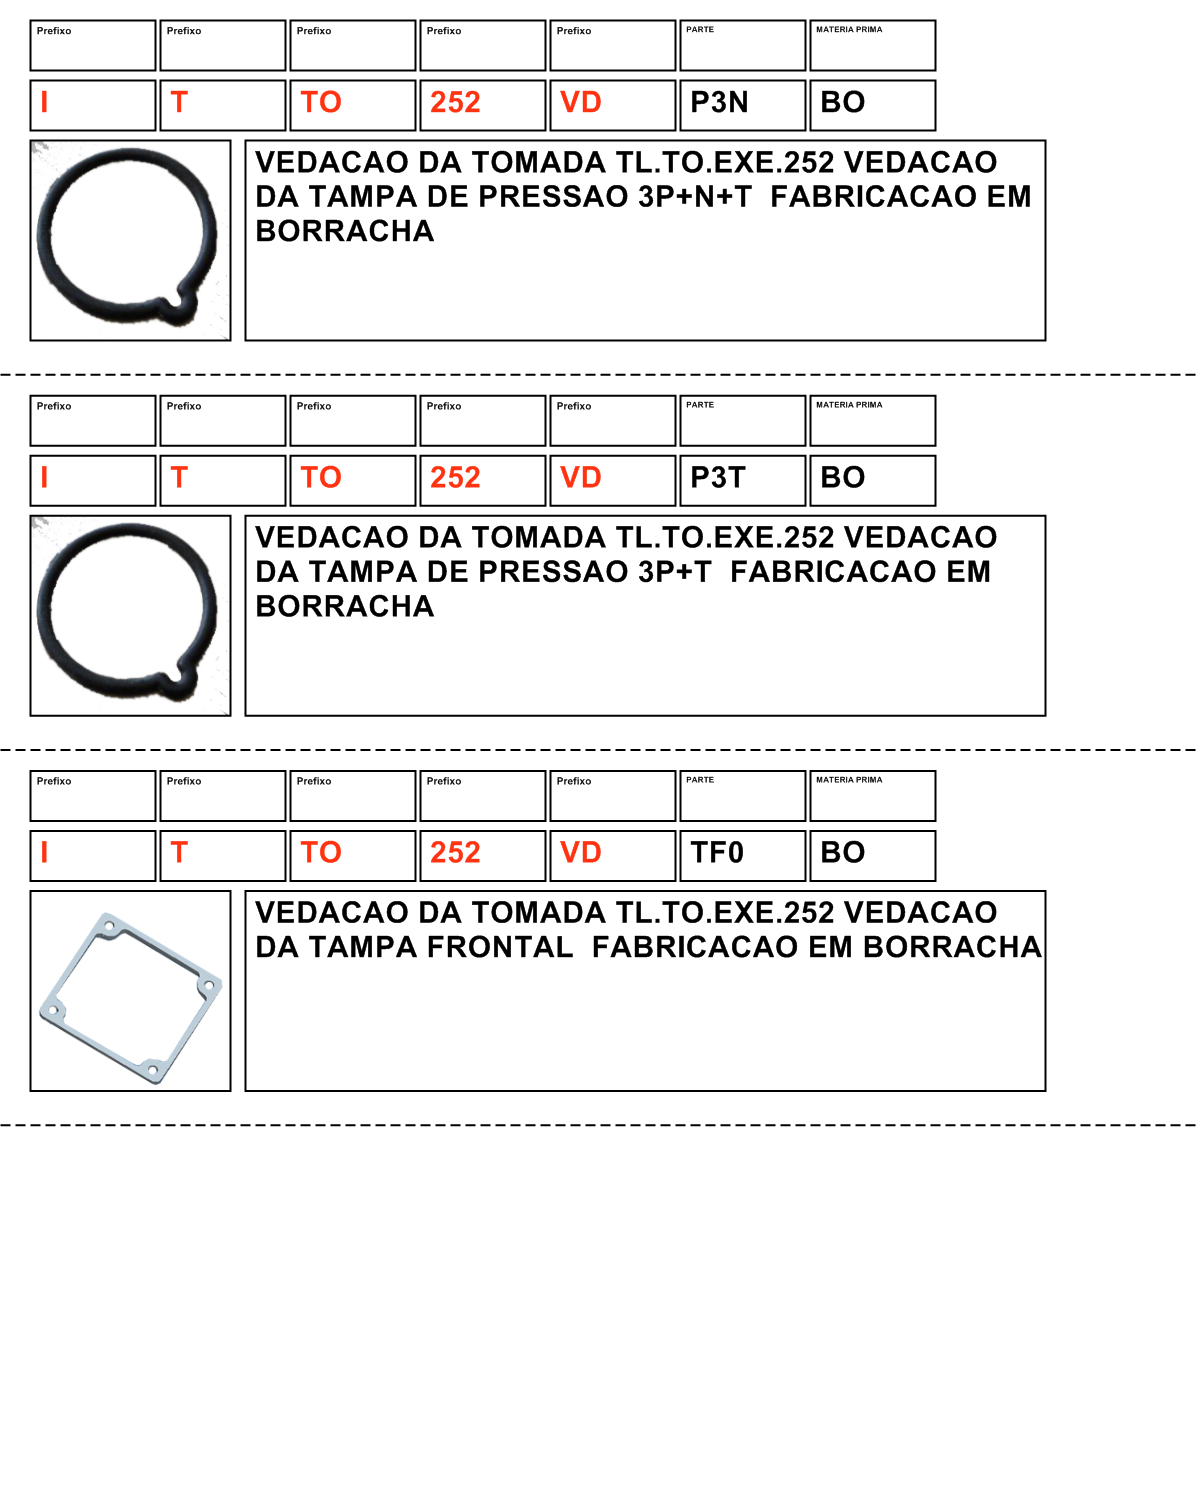 Prefixo Prefixo Prefixo Prefixo Prefixo PARTE MATERIA PRIMA
I T TO 252 VD P3N BO
VEDACAO DA TOMADA TL.TO.EXE.252 VEDACAO
DA TAMPA DE PRESSAO 3P+N+T  FABRICACAO EM
BORRACHA
Prefixo Prefixo Prefixo Prefixo Prefixo PARTE MATERIA PRIMA
I T TO 252 VD P3T BO
VEDACAO DA TOMADA TL.TO.EXE.252 VEDACAO
DA TAMPA DE PRESSAO 3P+T  FABRICACAO EM
BORRACHA
Prefixo Prefixo Prefixo Prefixo Prefixo PARTE MATERIA PRIMA
I T TO 252 VD TF0 BO
VEDACAO DA TOMADA TL.TO.EXE.252 VEDACAO
DA TAMPA FRONTAL  FABRICACAO EM BORRACHA